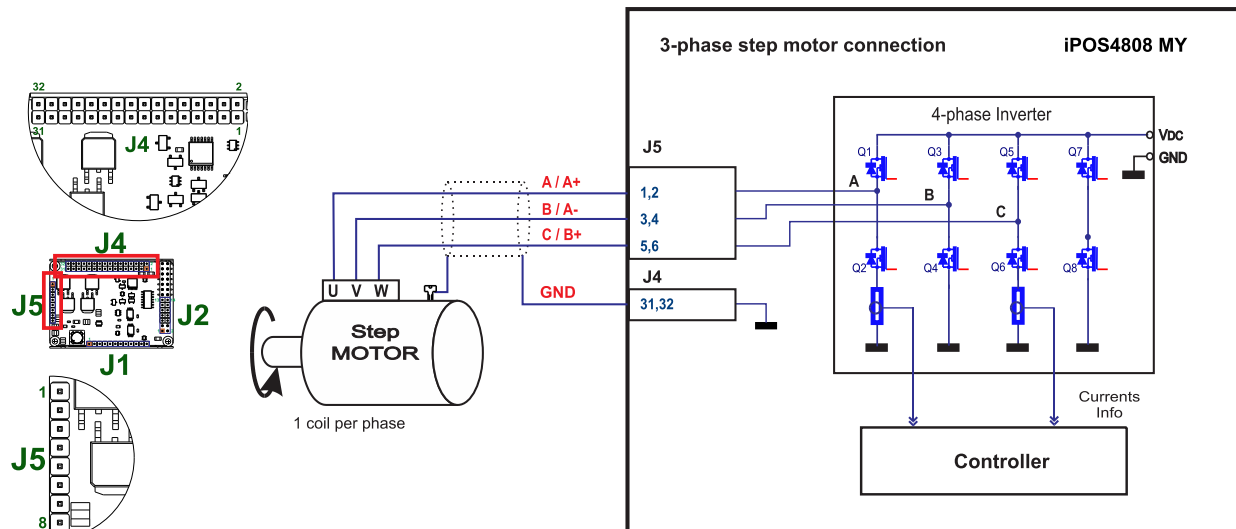 3-phase step motor connection
iPOS4808 MY
32
2
31
1
J4
4-phase Inverter
VDC
GND
Q1
Q3
Q5
Q7
J5
A / A+
1,2
A
B / A-
3,4
B
C / B+
5,6
C
Q2
Q4
Q6
Q8
J4
GND
31,32
J4
J5
J2
J1
U V W
Step
MOTOR
1 coil per phase
Currents
Info
Controller
1
J5
8